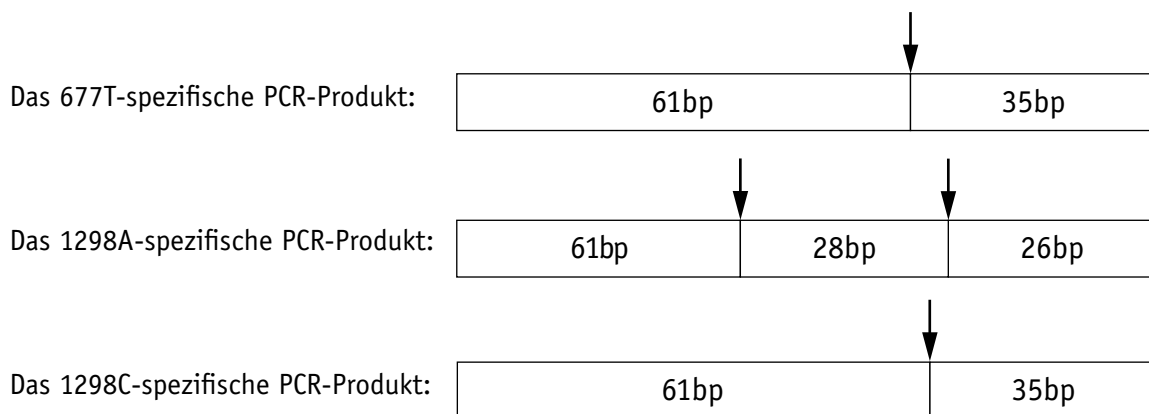 Das 677T-spezifische PCR-Produkt: 61bp 35bp
Das 1298A-spezifische PCR-Produkt: 61bp 28bp 26bp
Das 1298C-spezifische PCR-Produkt: 61bp 35bp